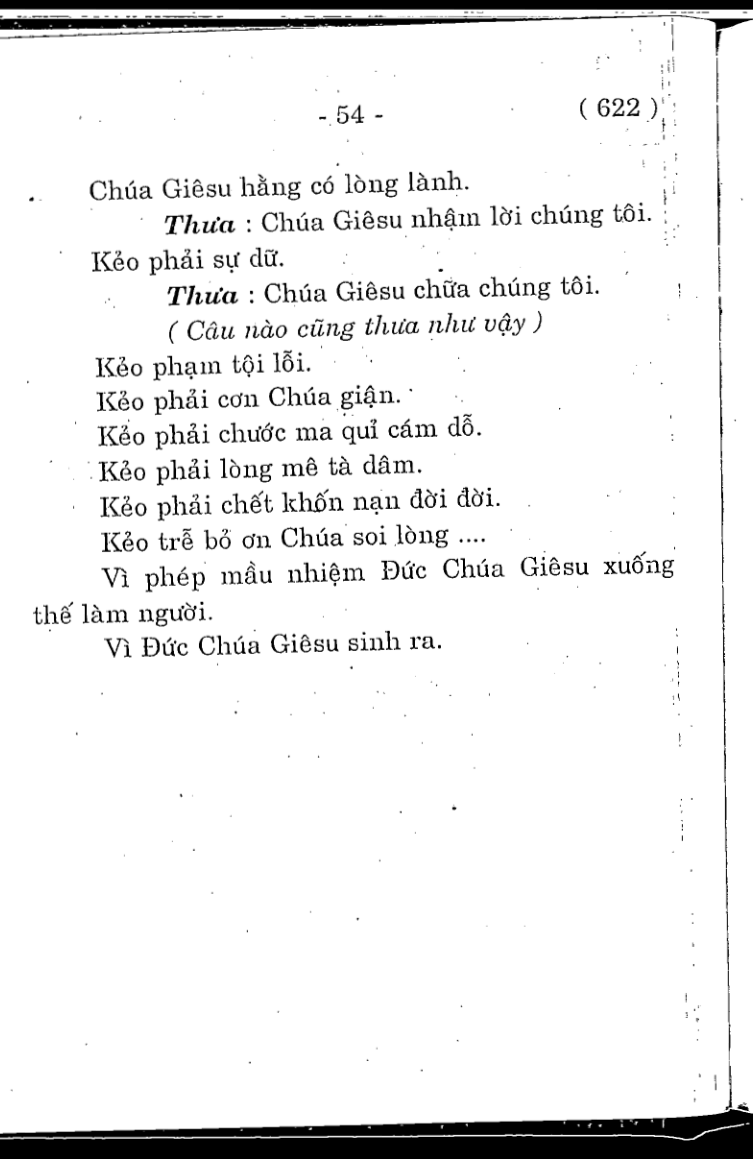 - 54 - ( 622 )
Chúa Giêsu hằng có lòng lành.
Thưa : Chúa Giêsu nhậm lời chúng tôi.
Kẻo phải sự dữ.
Thưa : Chúa Giêsu chữa chúng tôi.
( Câu nào cũng thưa như vậy )
Kẻo phạm tội lỗi.
Kẻo phải cơn Chúa giận.
Kẻo phải chước ma quỉ cám dỗ.
Kẻo phải lòng mê tà dâm.
Kẻo phải chết khốn nạn đời đời.
Kẻo trễ bỏ ơn Chúa soi lòng ....
Vì phép mầu nhiệm Đức Chúa Giêsu xuống
thế làm người.
Vì Đức Chúa Giêsu sinh ra.